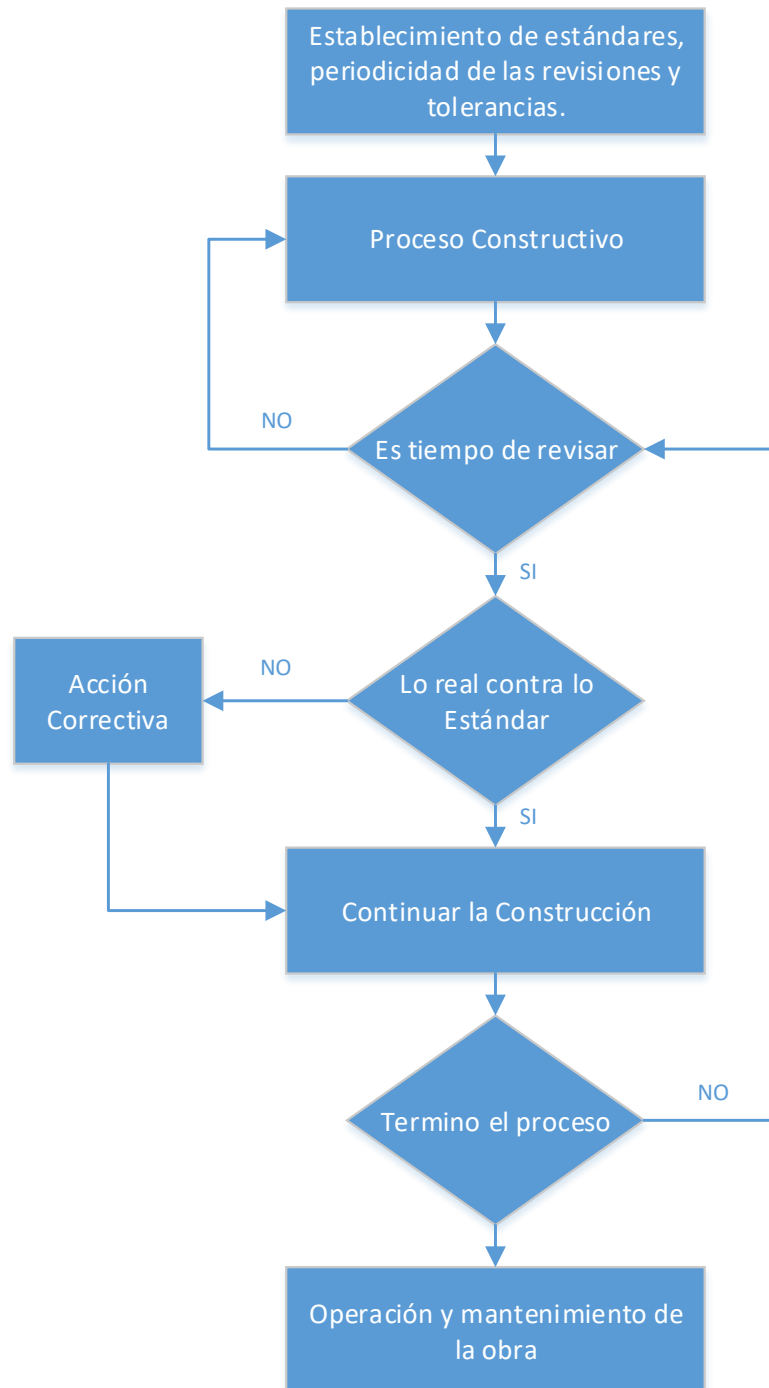 Establecimiento de estándares,
periodicidad de las revisiones y
tolerancias.
Proceso Constructivo
NO
Es tiempo de revisar
SI
Acción
Correctiva
NO
Lo real contra lo
Estándar
SI
Continuar la Construcción
Termino el proceso
NO
Operación y mantenimiento de
la obra